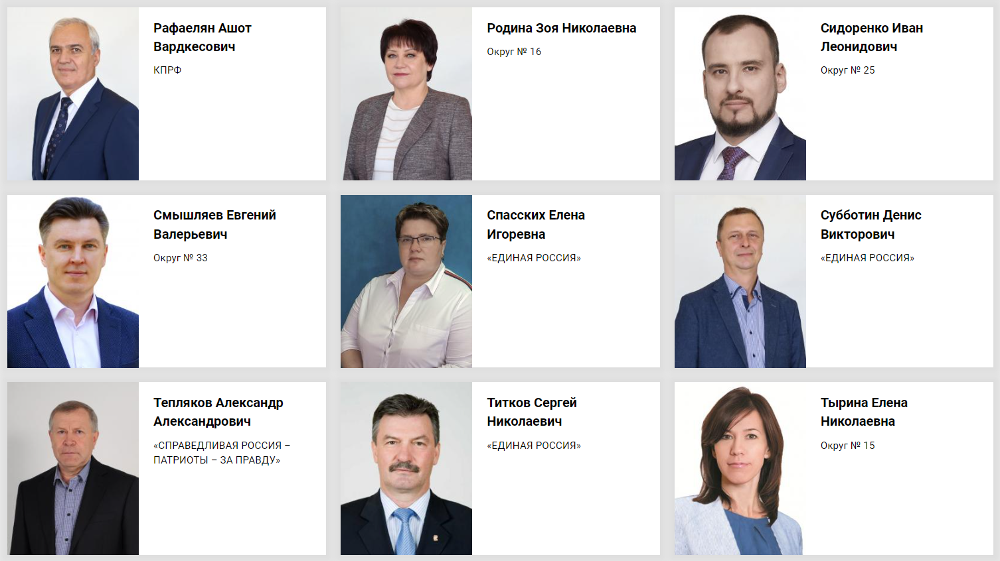 Рафаелян Ашот
Вардкесович
КПРФ
Родина Зоя Николаевна
Округ № 16
Сидоренко Иван
Леонидович
Округ № 25
Смышляев Евгений
Валерьевич
Округ № 33
Спасских Елена
Игоревна
«ЕДИНАЯ РОССИЯ»
Субботин Денис
Викторович
«ЕДИНАЯ РОССИЯ»
Тепляков Александр
Александрович
«СПРАВЕДЛИВАЯ РОССИЯ –
ПАТРИОТЫ – ЗА ПРАВДУ»
Титков Сергей
Николаевич
«ЕДИНАЯ РОССИЯ»
Тырина Елена
Николаевна
Округ № 15